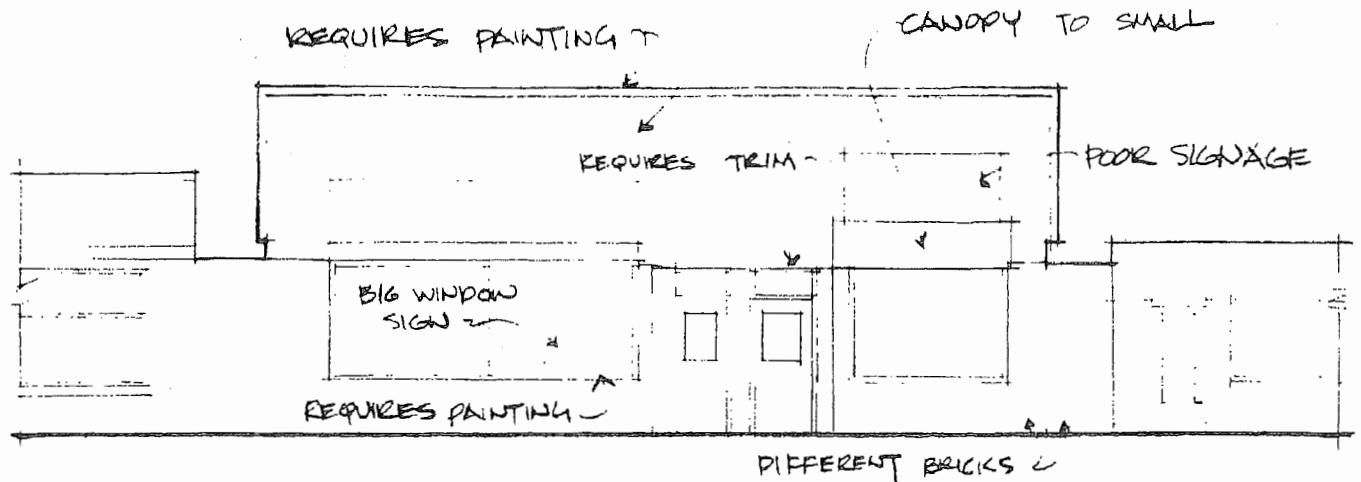 REQUIRES PAINTING
CANOPY TO SMALL
REQUIRES TRIM
POOR SIGNAGE
BIG WINDOW
SIGN
REQUIRES PAINTING
DIFFERENT BRICKS